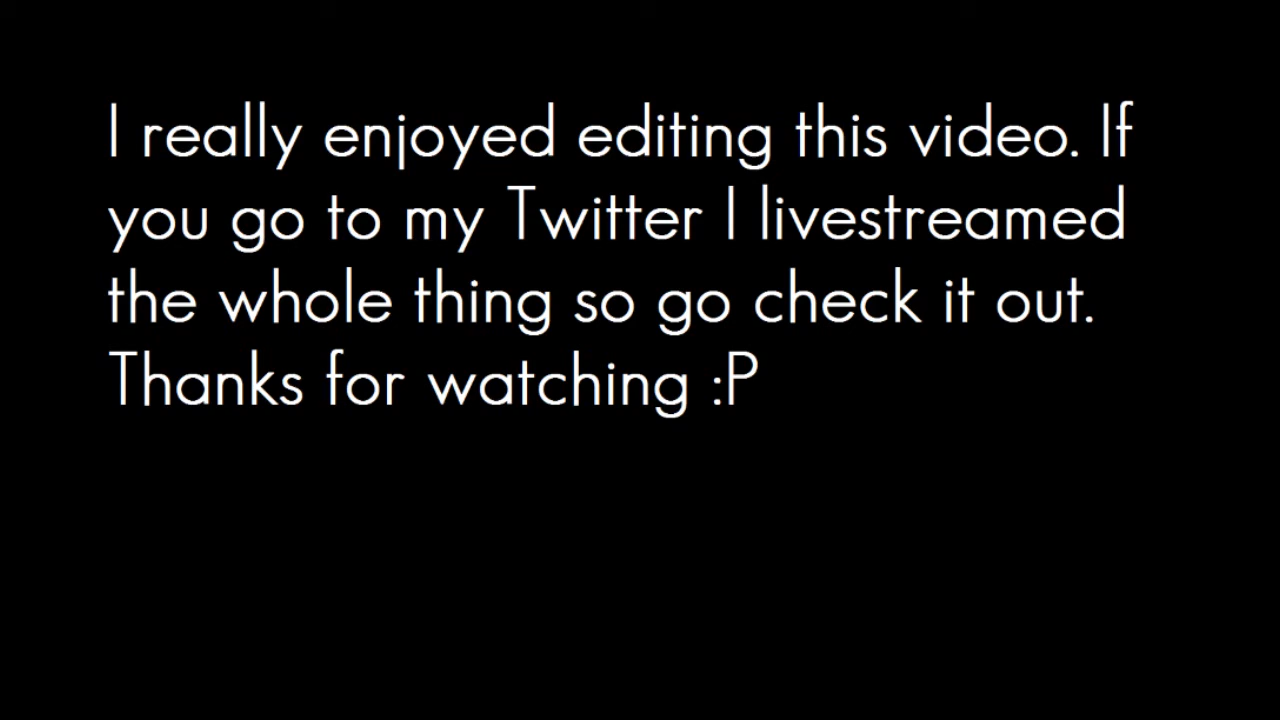 I really enjoyed editing this video. If
you go to my Twitter I livestreamed
the whole thing so go check it out.
Thanks for watching :P